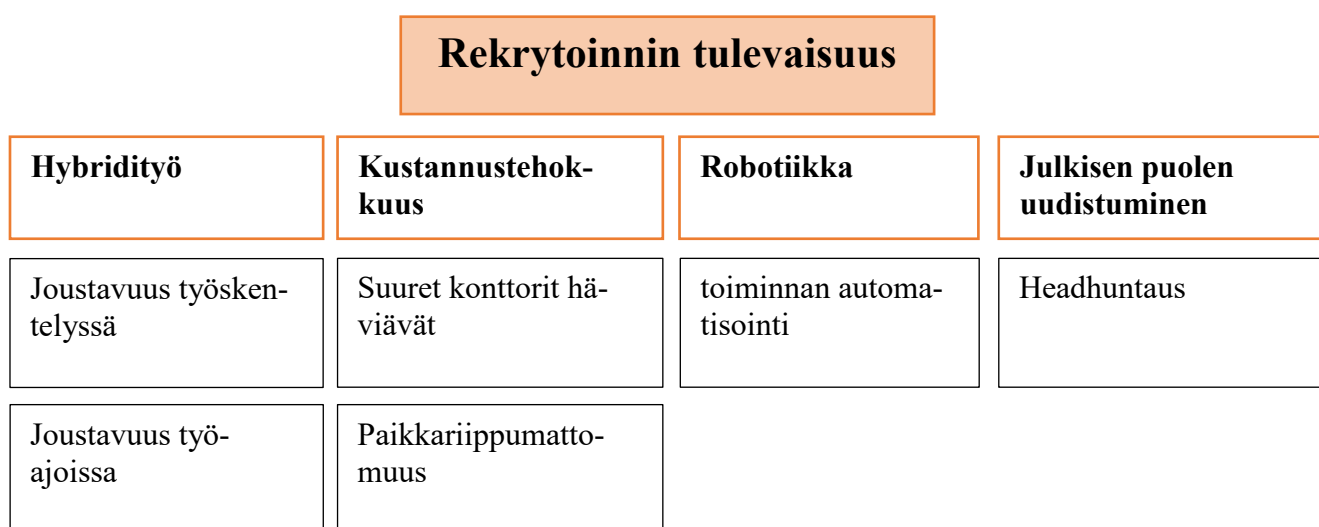 Rekrytoinnin tulevaisuus
Hybridityö
Kustannustehok-
kuus
Robotiikka
Julkisen puolen
uudistuminen
Joustavuus työsken-
telyssä
Suuret konttorit hä-
viävät
toiminnan automa-
tisointi
Headhuntaus
Joustavuus työ-
ajoissa
Paikkariippumatto-
muus